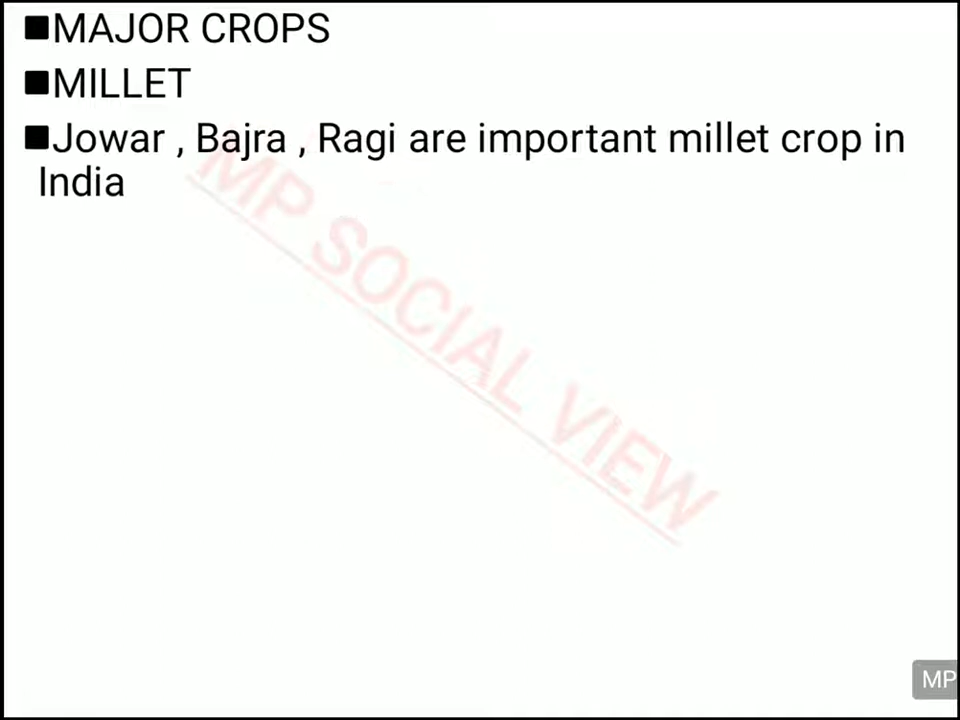 ■MAJOR CROPS
■MILLET
■Jowar , Bajra , Ragi are important millet crop in
India
MP SOCIAL VIEW
MP